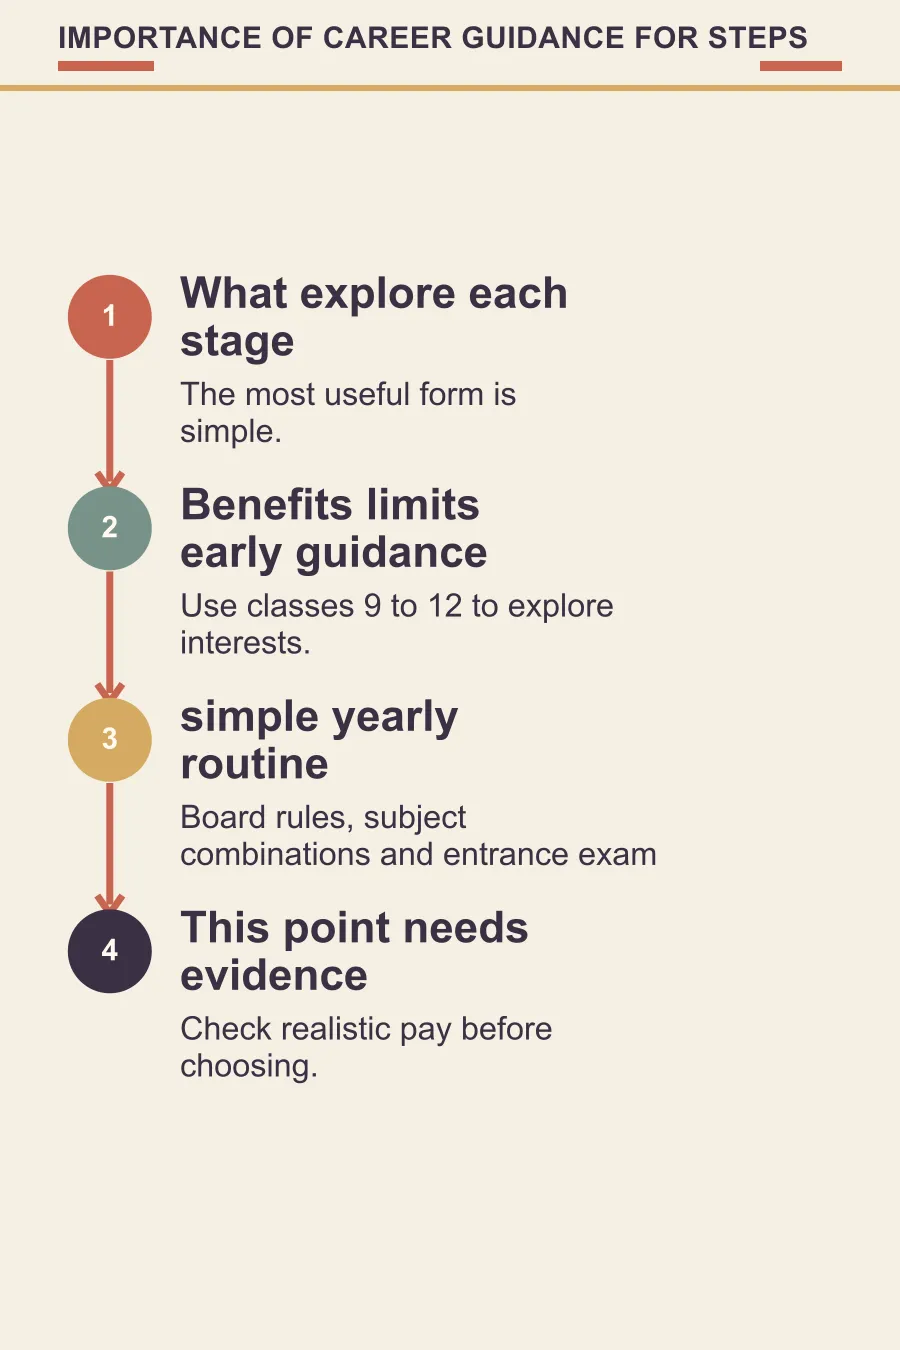 IMPORTANCE OF CAREER GUIDANCE FOR STEPS
1
What explore each
stage
The most useful form is
simple.
2
Benefits limits
early guidance
Use classes 9 to 12 to explore
interests.
3
simple yearly
routine
Board rules, subject
combinations and entrance exam
4
This point needs
evidence
Check realistic pay before
choosing.